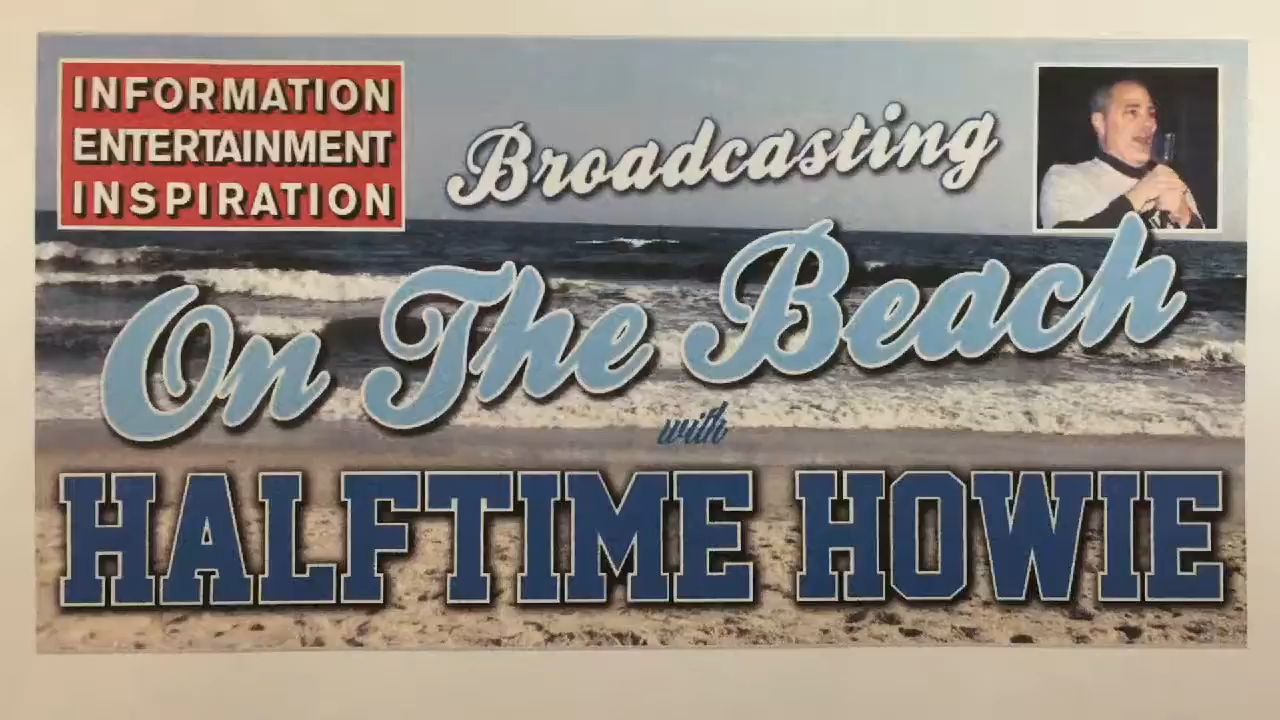 INFORMATION
ENTERTAINMENT
INSPIRATION
Broadcasting
On The Beach
with
HALFTIME HOWIE